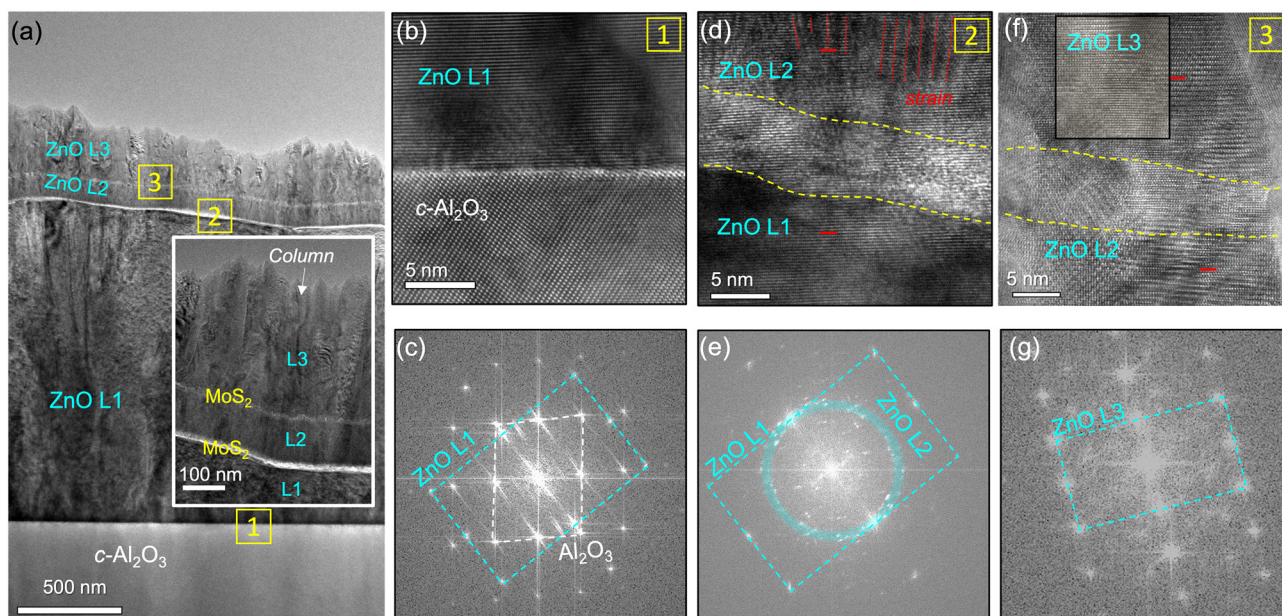 (a)
ZnO L3
ZnO L2
3
2
ZnO L1
Column
L3
MoS₂
L2
MoS₂
100 nm
L1
1
c-Al₂O₃
500 nm
(b)
1
ZnO L1
c-Al₂O₃
5 nm
(c)
ZnO L1
Al₂O₃
(d)
2
ZnO L2
strain
ZnO L1
5 nm
(e)
ZnO L1
ZnO L2
(f)
3
ZnO L3
ZnO L2
5 nm
(g)
ZnO L3